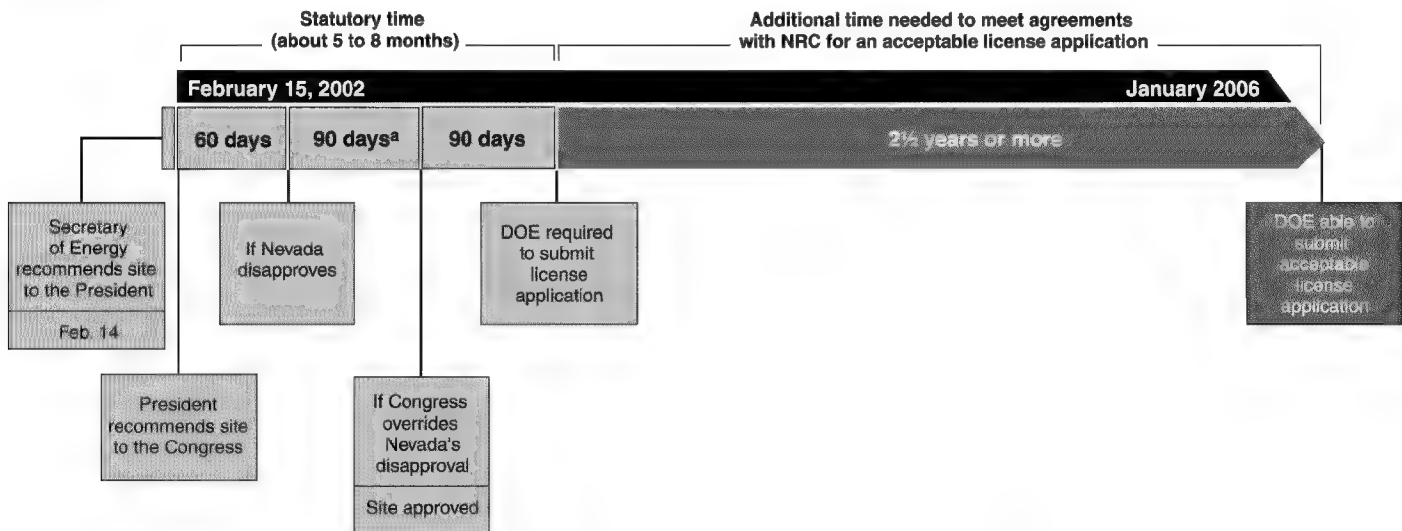 Statutory time
(about 5 to 8 months)
Additional time needed to meet agreements
with NRC for an acceptable license application
February 15, 2002
January 2006
60 days
90 daysᵃ
90 days
2½ years or more
Secretary
of Energy
recommends site
to the President
Feb. 14
If Nevada
disapproves
DOE required
to submit
license
application
DOE able to
submit
acceptable
license
application
President
recommends site
to the Congress
If Congress
overrides
Nevada's
disapproval
Site approved